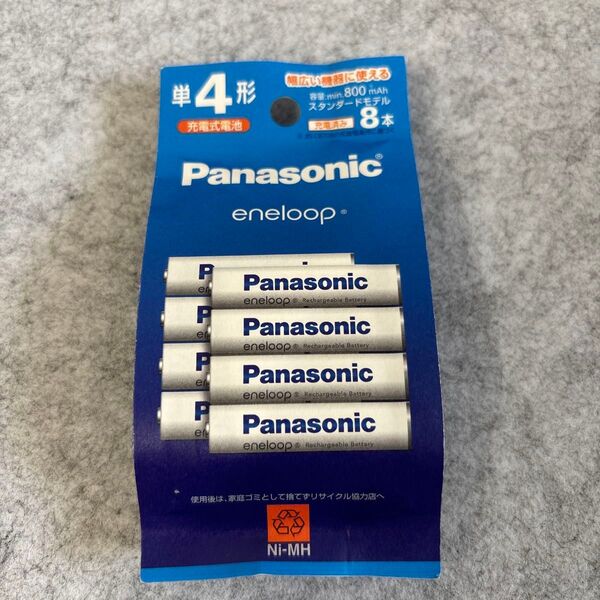 単4形
充電式電池
幅広い機器に使える
容量:min.800mAh
スタンダードモデル
充電済み 8本
Panasonic
eneloop®
Panasonic
eneloop® Rechargeable Battery
Panasonic
eneloop® Rechargeable Battery
Panasonic
eneloop® Rechargeable Battery
Panasonic
eneloop® Rechargeable Battery
使用後は、家庭ゴミとして捨てずリサイクル協力店へ
Ni-MH